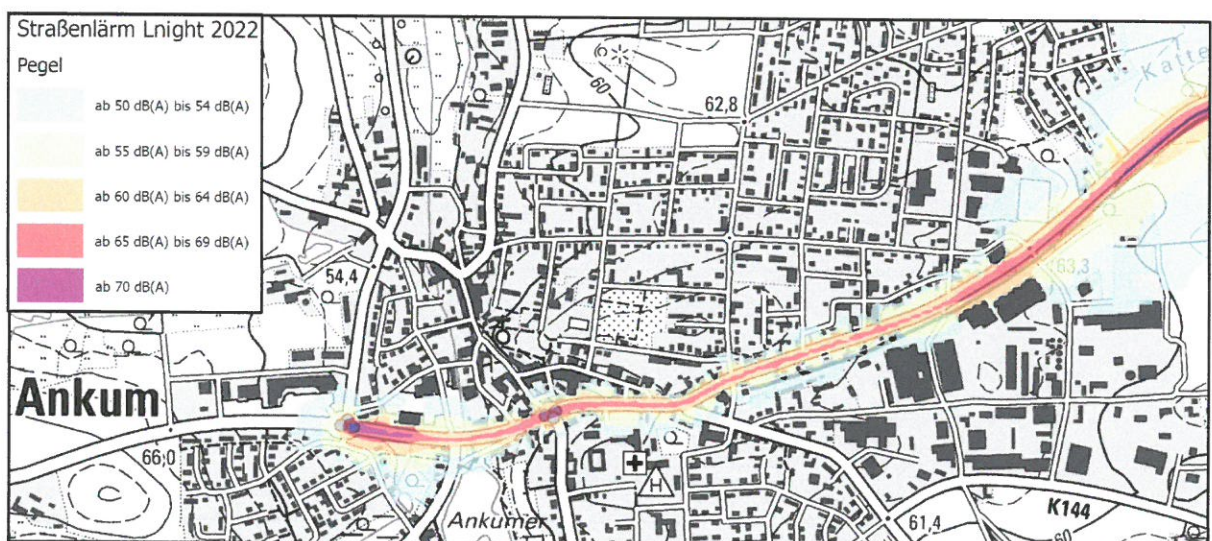 Straßenlärm Lnight 2022
Pegel
ab 50 dB(A) bis 54 dB(A)
ab 55 dB(A) bis 59 dB(A)
ab 60 dB(A) bis 64 dB(A)
ab 65 dB(A) bis 69 dB(A)
ab 70 dB(A)
Katte
60
62,8
54,4
63,3
Ankum
66,0
H
Ankumer
61,4
K144
60